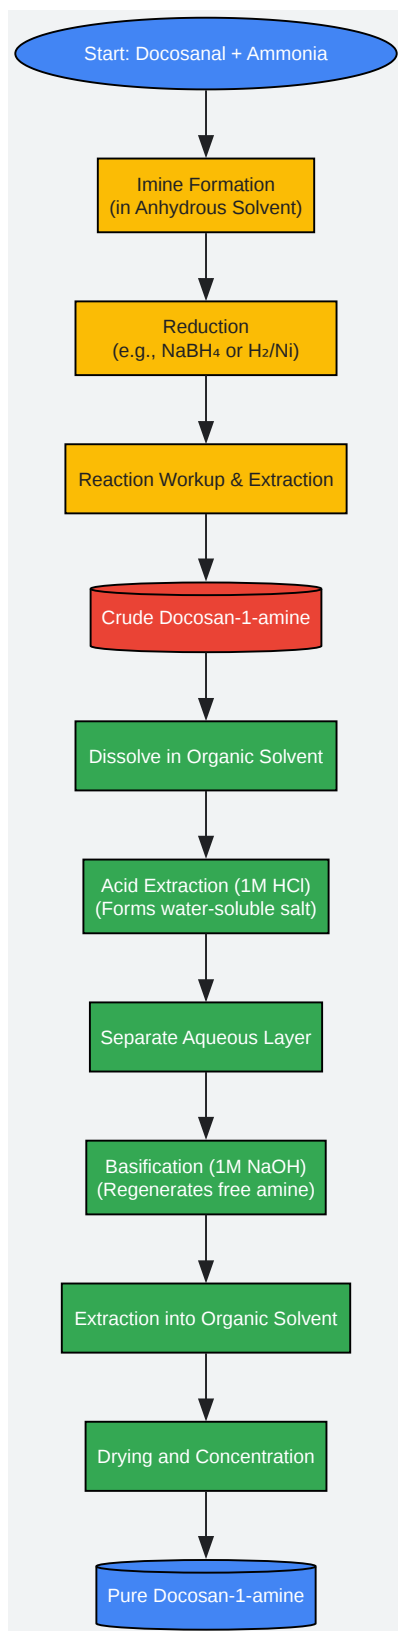 Start: Docosanal + Ammonia
Imine Formation
(in Anhydrous Solvent)
Reduction
(e.g., NaBH₄ or H₂/Ni)
Reaction Workup & Extraction
Crude Docosan-1-amine
Dissolve in Organic Solvent
Acid Extraction (1M HCl)
(Forms water-soluble salt)
Separate Aqueous Layer
Basification (1M NaOH)
(Regenerates free amine)
Extraction into Organic Solvent
Drying and Concentration
Pure Docosan-1-amine